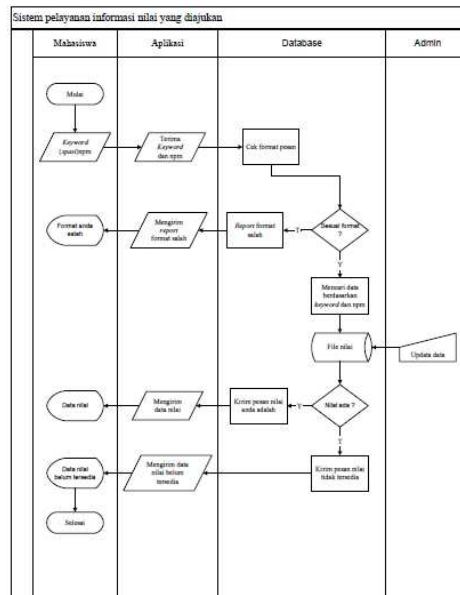 Sistem pelayanan informasi nilai yang diajukan
Mahasiswa
Aplikasi
Database
Admin
Mulai
Keyword
(spasi)npm
Terima
Keyword
dan npm
Cek format pesan
Format anda
salah
Mengirim
report
format salah
Report format
salah
Y
Sesuai format
?
Y
Mencari data
berdasarkan
keyword dan npm
File nilai
Update data
Data nilai
Mengirim
data nilai
Kirim pesan nilai
anda adalah
Y
Nilai ada ?
Y
Data nilai
belum tersedia
Mengirim data
nilai belum
tersedia
Kirim pesan nilai
tidak tersedia
Selesai